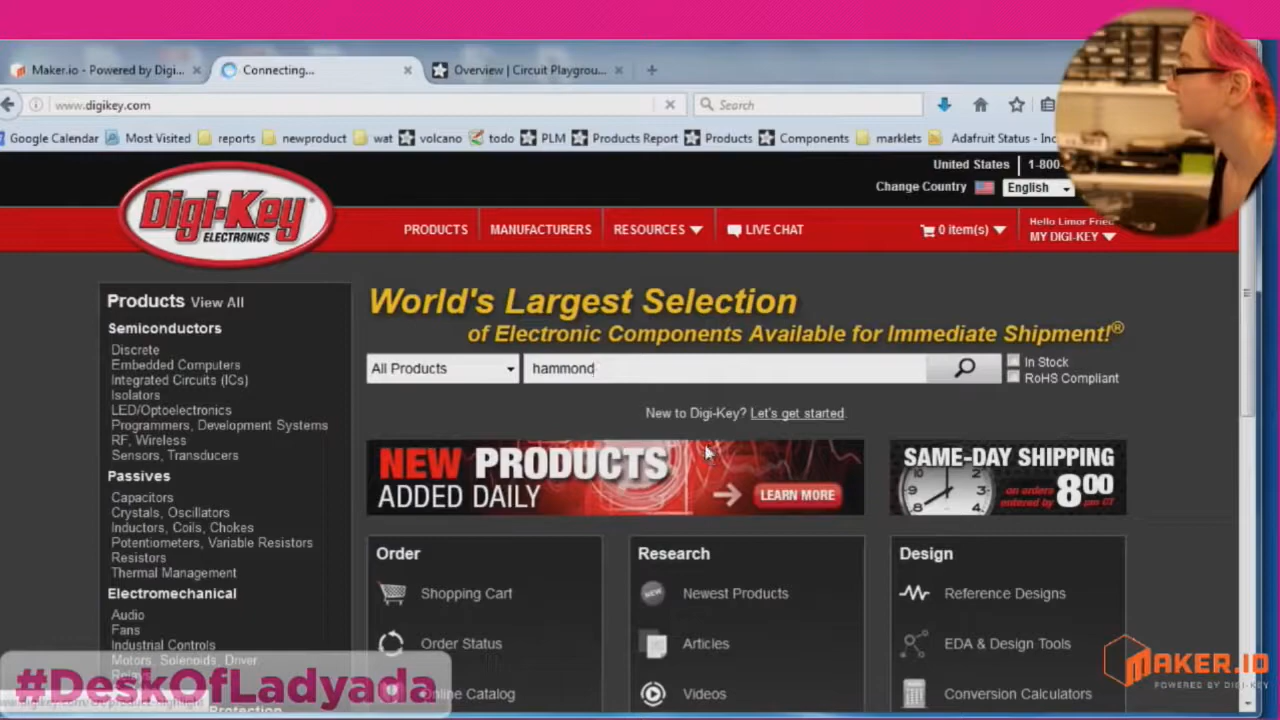 Maker.io - Powered by Digi...
Connecting...
Overview | Circuit Playgrou...
www.digikey.com
Search
Google Calendar
Most Visited
reports
newproduct
wat
volcano
todo
PLM
Products Report
Products
Components
marklets
Adafruit Status - Inc
United States
1-800-
Change Country
English
Digi-Key
ELECTRONICS
PRODUCTS
MANUFACTURERS
RESOURCES
LIVE CHAT
0 item(s)
Hello Limor Fried
MY DIGI-KEY
World's Largest Selection
of Electronic Components Available for Immediate Shipment!®
All Products
hammond
In Stock
RoHS Compliant
New to Digi-Key? Let's get started.
Products View All
Semiconductors
Discrete
Embedded Computers
Integrated Circuits (ICs)
Isolators
LED/Optoelectronics
Programmers, Development Systems
RF, Wireless
Sensors, Transducers
Passives
Capacitors
Crystals, Oscillators
Inductors, Coils, Chokes
Potentiometers, Variable Resistors
Resistors
Thermal Management
Electromechanical
Audio
Fans
Industrial Controls
Motors, Solenoids, Driver
NEW PRODUCTS
ADDED DAILY
LEARN MORE
SAME-DAY SHIPPING
on orders
entered by
8:00
pm CT
Order
Shopping Cart
Order Status
Online Catalog
Research
Newest Products
Articles
Videos
Design
Reference Designs
EDA & Design Tools
Conversion Calculators
#DeskOfLadyada
MAKER.IO
POWERED BY DIGI-KEY